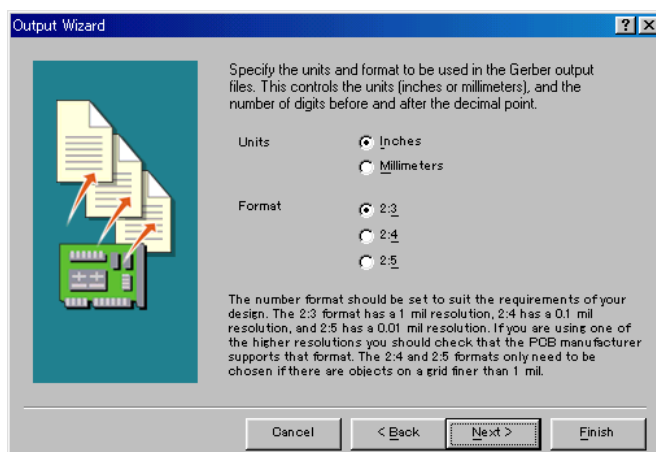 Output Wizard
Specify the units and format to be used in the Gerber output
files. This controls the units (inches or millimeters), and the
number of digits before and after the decimal point.
Units
Inches
Millimeters
Format
2:3
2:4
2:5
The number format should be set to suit the requirements of your
design. The 2:3 format has a 1 mil resolution, 2:4 has a 0.1 mil
resolution, and 2:5 has a 0.01 mil resolution. If you are using one of
the higher resolutions you should check that the PCB manufacturer
supports that format. The 2:4 and 2:5 formats only need to be
chosen if there are objects on a grid finer than 1 mil.
Cancel
< Back
Next >
Finish